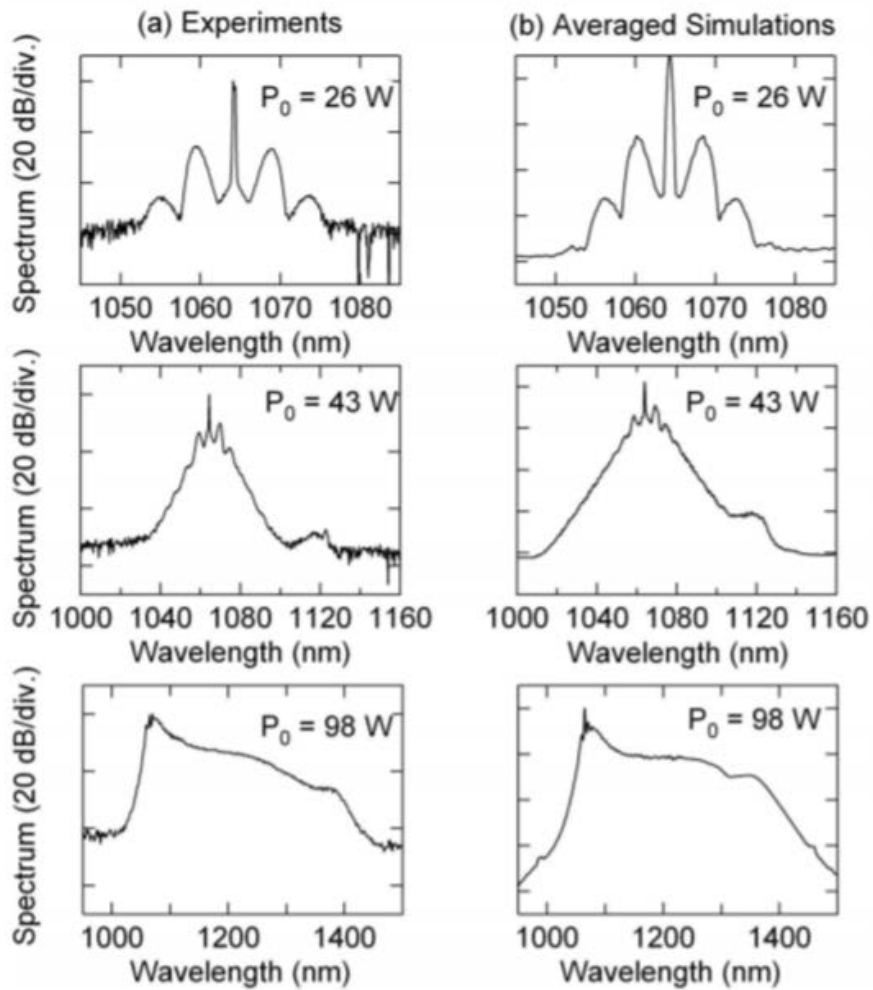 (a) Experiments
(b) Averaged Simulations
Spectrum (20 dB/div.)
P0 = 26 W
1050 1060 1070 1080
Wavelength (nm)
P0 = 26 W
1050 1060 1070 1080
Wavelength (nm)
Spectrum (20 dB/div.)
P0 = 43 W
1000 1040 1080 1120 1160
Wavelength (nm)
P0 = 43 W
1000 1040 1080 1120 1160
Wavelength (nm)
Spectrum (20 dB/div.)
P0 = 98 W
1000 1200 1400
Wavelength (nm)
P0 = 98 W
1000 1200 1400
Wavelength (nm)